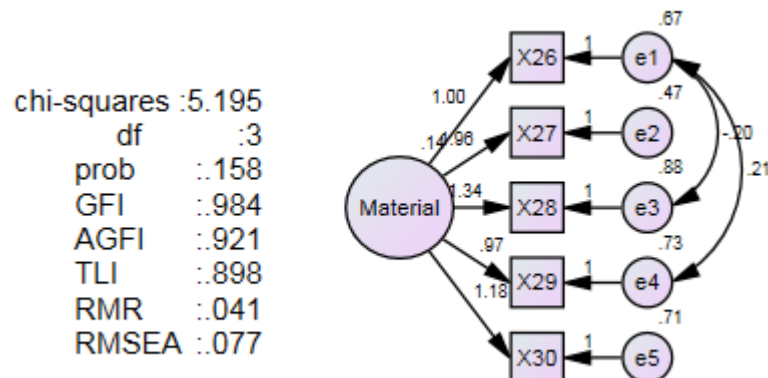 chi-squares :5.195
df :3
prob :.158
GFI :.984
AGFI :.921
TLI :.898
RMR :.041
RMSEA :.077
Material
.14
1.00
1.96
1.34
.97
1.18
X26 1 e1 .67
X27 1 e2 .47
X28 1 e3 .88
X29 1 e4 .73
X30 1 e5 .71
-.20
.21